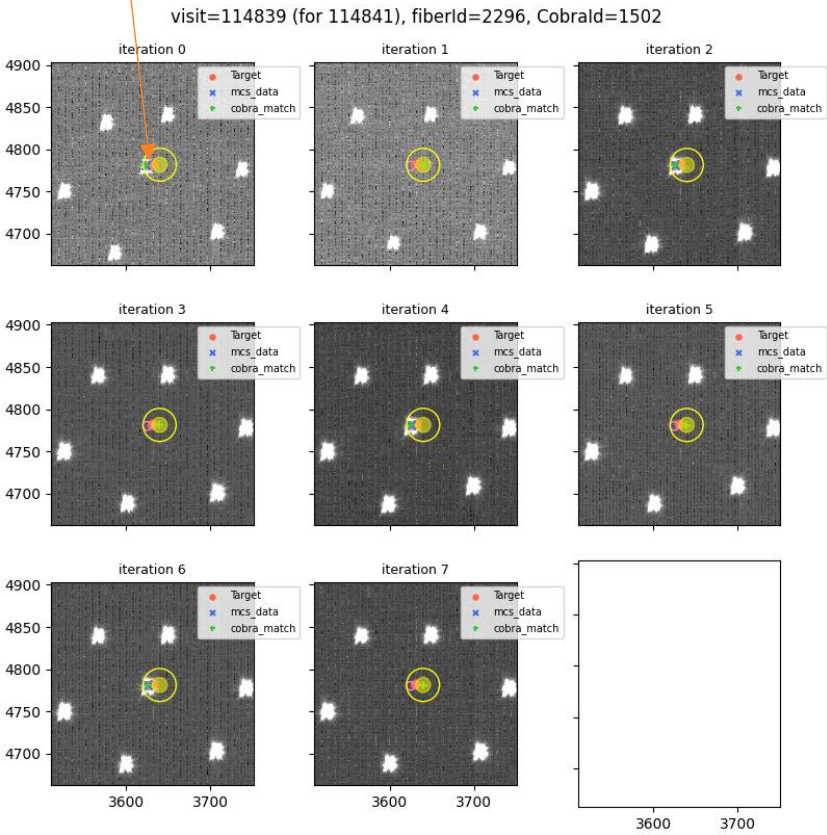 visit=114839 (for 114841), fiberId=2296, CobraId=1502
iteration 0
iteration 1
iteration 2
4900
4850
4800
4750
4700
Target
mcs_data
cobra_match
Target
mcs_data
cobra_match
Target
mcs_data
cobra_match
iteration 3
iteration 4
iteration 5
4900
4850
4800
4750
4700
Target
mcs_data
cobra_match
Target
mcs_data
cobra_match
Target
mcs_data
cobra_match
iteration 6
iteration 7
4900
4850
4800
4750
4700
Target
mcs_data
cobra_match
Target
mcs_data
cobra_match
3600 3700
3600 3700
3600 3700